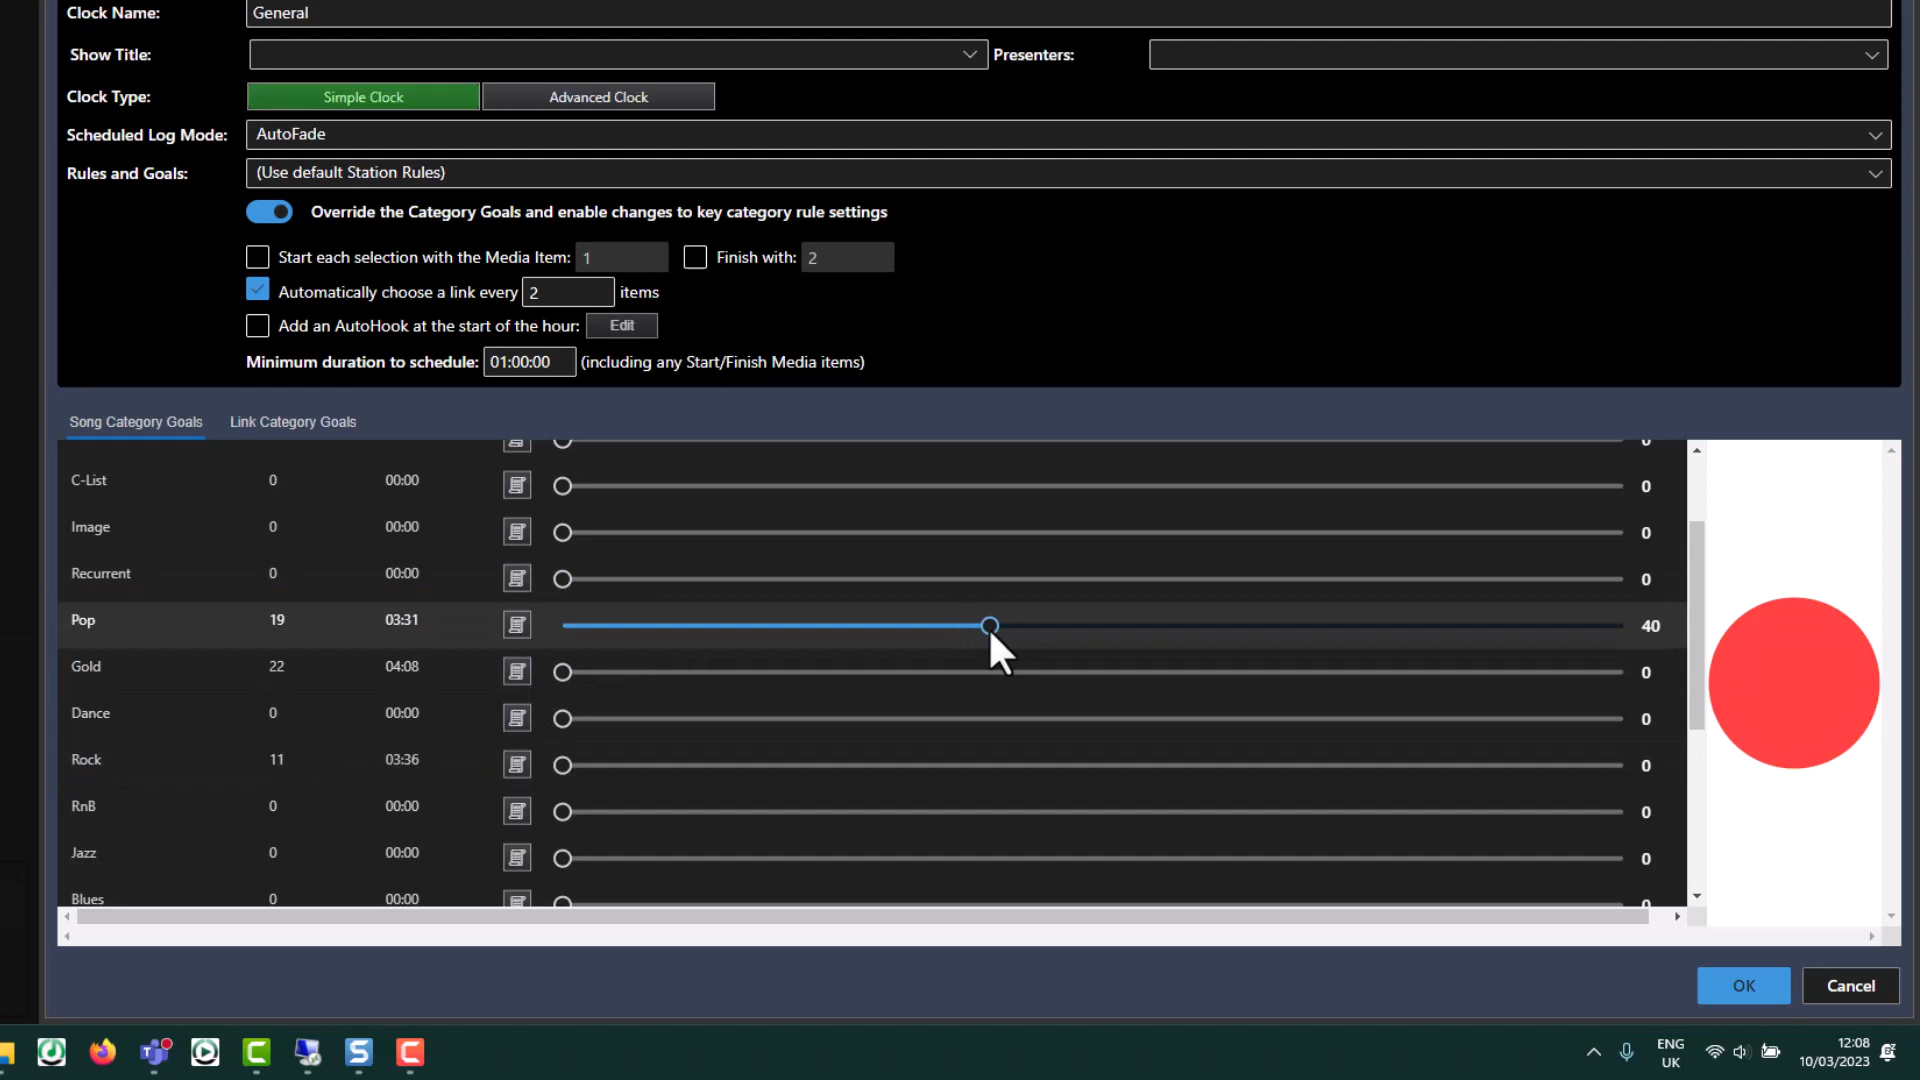 Clock Name: General
Show Title: Presenters:
Clock Type: Simple Clock Advanced Clock
Scheduled Log Mode: AutoFade
Rules and Goals: (Use default Station Rules)
Override the Category Goals and enable changes to key category rule settings
Start each selection with the Media Item: 1 Finish with: 2
Automatically choose a link every 2 items
Add an AutoHook at the start of the hour: Edit
Minimum duration to schedule: 01:00:00 (including any Start/Finish Media items)
Song Category Goals Link Category Goals
0
C-List 0 00:00 0
Image 0 00:00 0
Recurrent 0 00:00 0
Pop 19 03:31 40
Gold 22 04:08 0
Dance 0 00:00 0
Rock 11 03:36 0
RnB 0 00:00 0
Jazz 0 00:00 0
Blues 0 00:00 0
OK Cancel
ENG 12:08
UK 10/03/2023